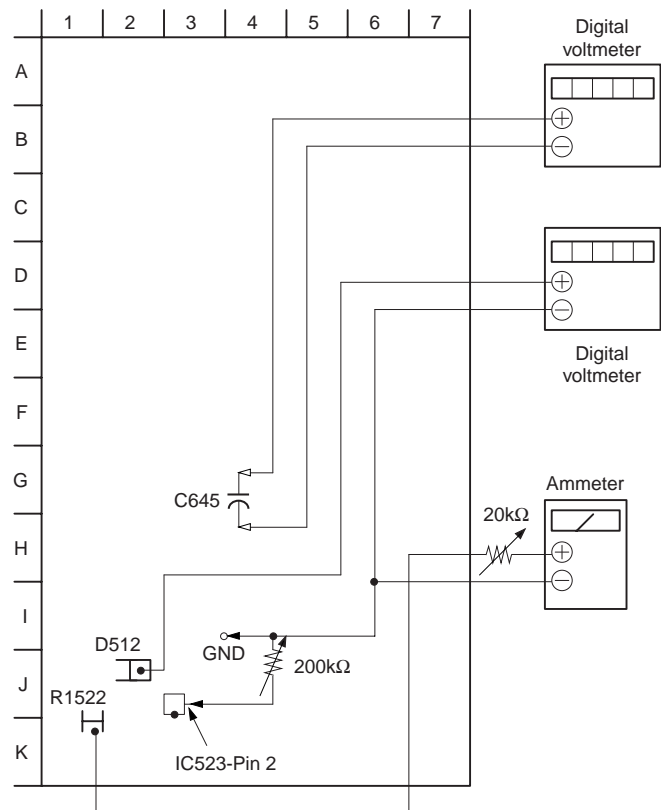 1 2 3 4 5 6 7
Digital
voltmeter
A
B
C
D
E
Digital
voltmeter
F
G
C645
Ammeter
20kΩ
H
I
D512
GND
200kΩ
J
R1522
K
IC523-Pin 2